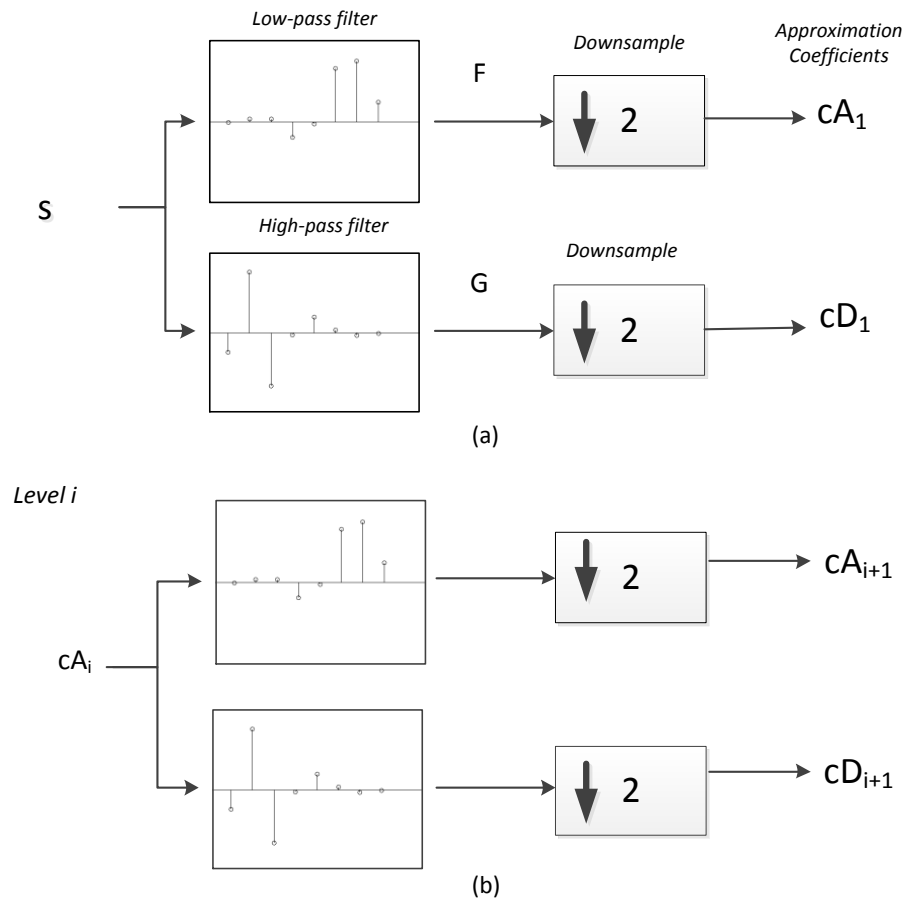 Low-pass filter
Downsample
Approximation
Coefficients
F
2
cA₁
s
High-pass filter
Downsample
G
2
cD₁
(a)
Level i
2
cAᵢ₊₁
cAᵢ
2
cDᵢ₊₁
(b)